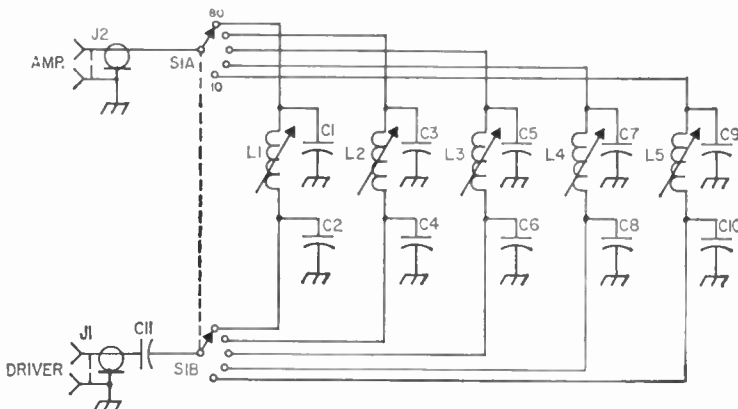 80
J2
AMP.
S1A
10
C1
C3
C5
C7
C9
L1
L2
L3
L4
L5
C2
C4
C6
C8
C10
J1
C11
DRIVER
S1B